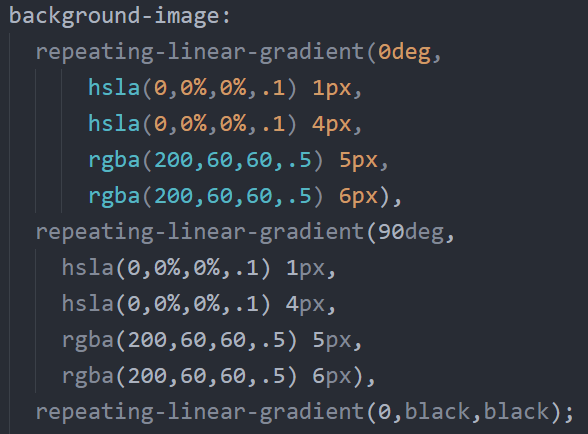 background-image:
repeating-linear-gradient(0deg,
hsla(0,0%,0%,.1) 1px,
hsla(0,0%,0%,.1) 4px,
rgba(200,60,60,.5) 5px,
rgba(200,60,60,.5) 6px),
repeating-linear-gradient(90deg,
hsla(0,0%,0%,.1) 1px,
hsla(0,0%,0%,.1) 4px,
rgba(200,60,60,.5) 5px,
rgba(200,60,60,.5) 6px),
repeating-linear-gradient(0,black,black);